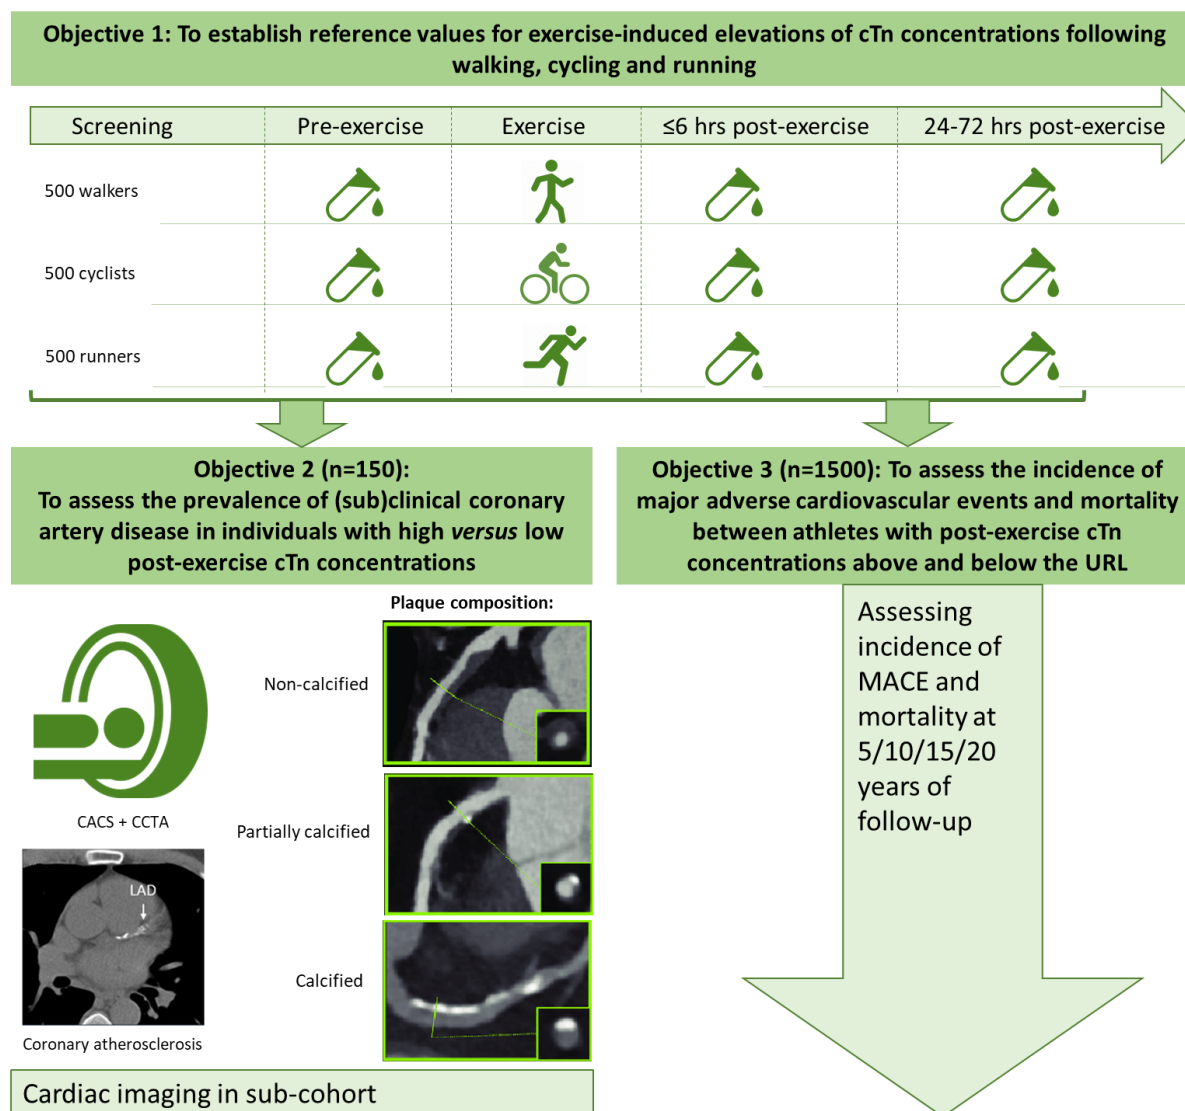 Objective 1: To establish reference values for exercise-induced elevations of cTn concentrations following
walking, cycling and running
Screening
Pre-exercise
Exercise
≤6 hrs post-exercise
24-72 hrs post-exercise
500 walkers
500 cyclists
500 runners
Objective 2 (n=150):
To assess the prevalence of (sub)clinical coronary
artery disease in individuals with high versus low
post-exercise cTn concentrations
Objective 3 (n=1500): To assess the incidence of
major adverse cardiovascular events and mortality
between athletes with post-exercise cTn
concentrations above and below the URL
Plaque composition:
Non-calcified
Partially calcified
Calcified
CACS + CCTA
LAD
Coronary atherosclerosis
Cardiac imaging in sub-cohort
Assessing
incidence of
MACE and
mortality at
5/10/15/20
years of
follow-up